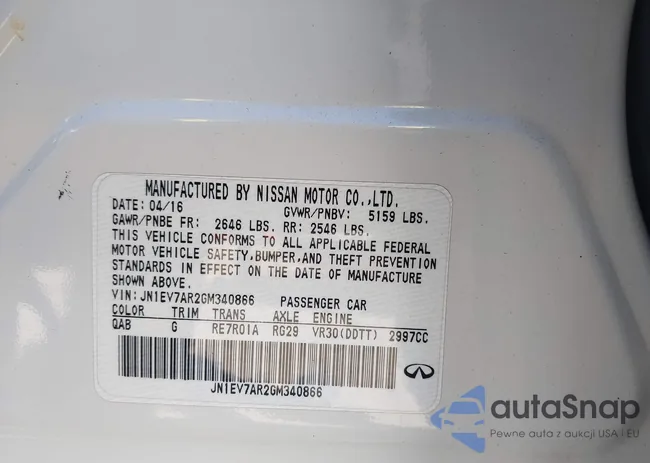 MANUFACTURED BY NISSAN MOTOR CO.,LTD.
DATE: 04/16 GVWR/PNBV: 5159 LBS.
GAWR/PNBE FR: 2646 LBS. RR: 2546 LBS.
THIS VEHICLE CONFORMS TO ALL APPLICABLE FEDERAL
MOTOR VEHICLE SAFETY,BUMPER,AND THEFT PREVENTION
STANDARDS IN EFFECT ON THE DATE OF MANUFACTURE
SHOWN ABOVE.
VIN: JN1EV7AR2GM340866 PASSENGER CAR
COLOR TRIM TRANS AXLE ENGINE
QAB G RE7R01A RG29 VR30(DDTT) 2997CC
JN1EV7AR2GM340866
autaSnap
Pewne auta z aukcji USA i EU